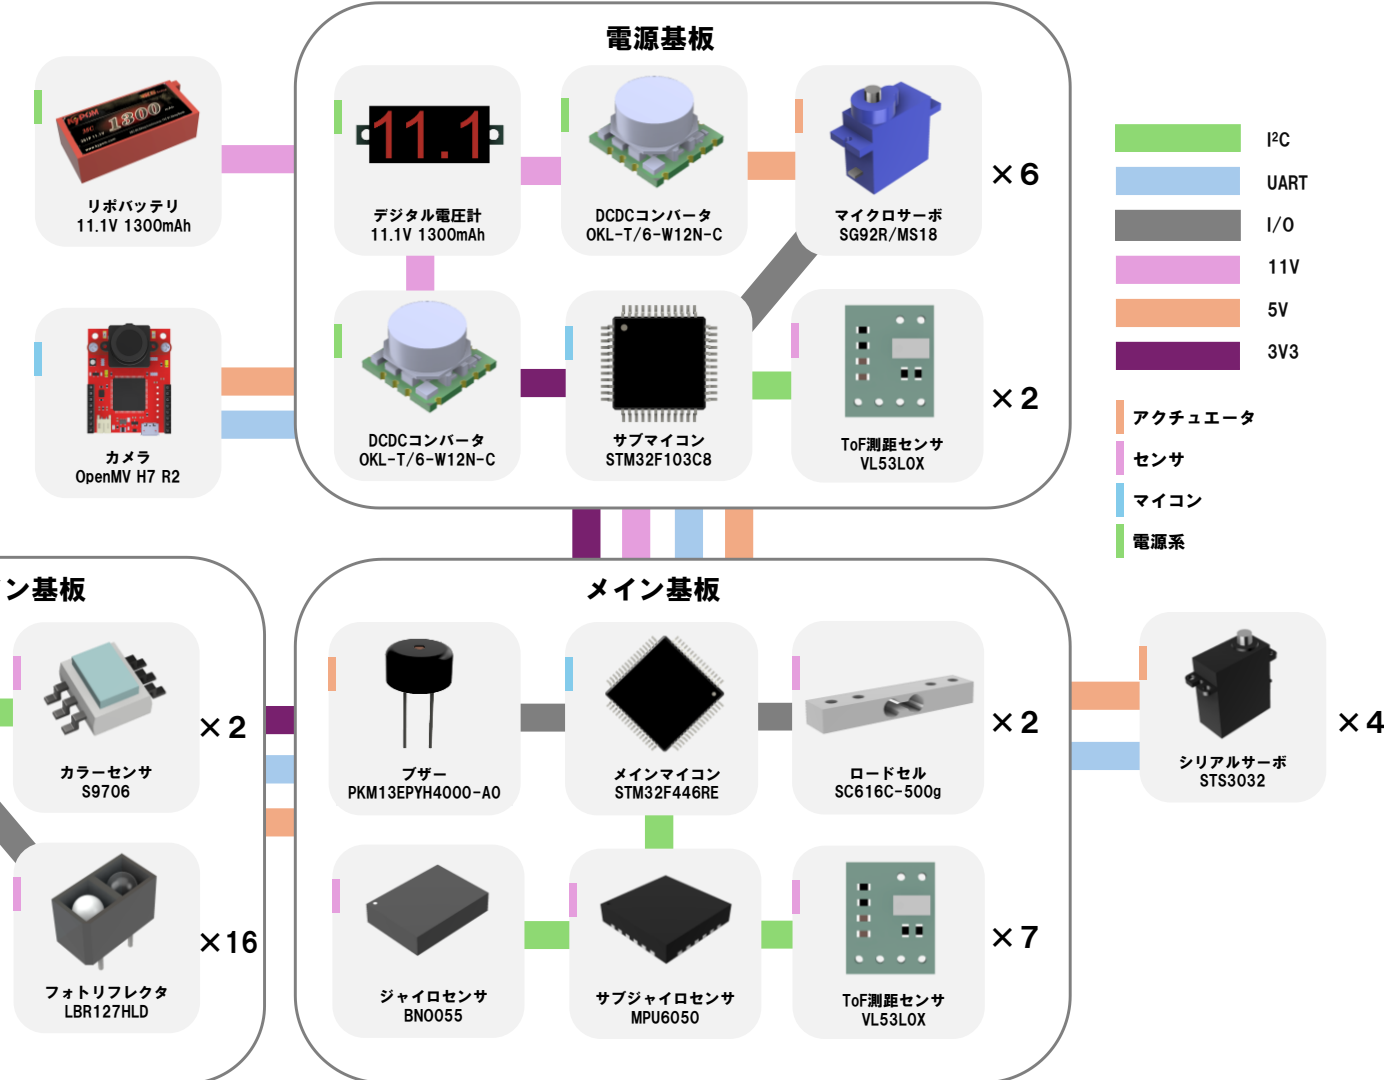 電源基板
KyPOM
1300
リポバッテリ
11.1V 1300mAh
11.1
デジタル電圧計
11.1V 1300mAh
DCDCコンバータ
OKL-T/6-W12N-C
マイクロサーボ
SG92R/MS18
×6
カメラ
OpenMV H7 R2
DCDCコンバータ
OKL-T/6-W12N-C
サブマイコン
STM32F103C8
ToF測距センサ
VL53L0X
×2
I²C
UART
I/O
11V
5V
3V3
アクチュエータ
センサ
マイコン
電源系
ン基板
カラーセンサ
S9706
×2
フォトリフレクタ
LBR127HLD
×16
メイン基板
ブザー
PKM13EPYH4000-A0
メインマイコン
STM32F446RE
ロードセル
SC616C-500g
×2
ジャイロセンサ
BNO055
サブジャイロセンサ
MPU6050
ToF測距センサ
VL53L0X
×7
シリアルサーボ
STS3032
×4